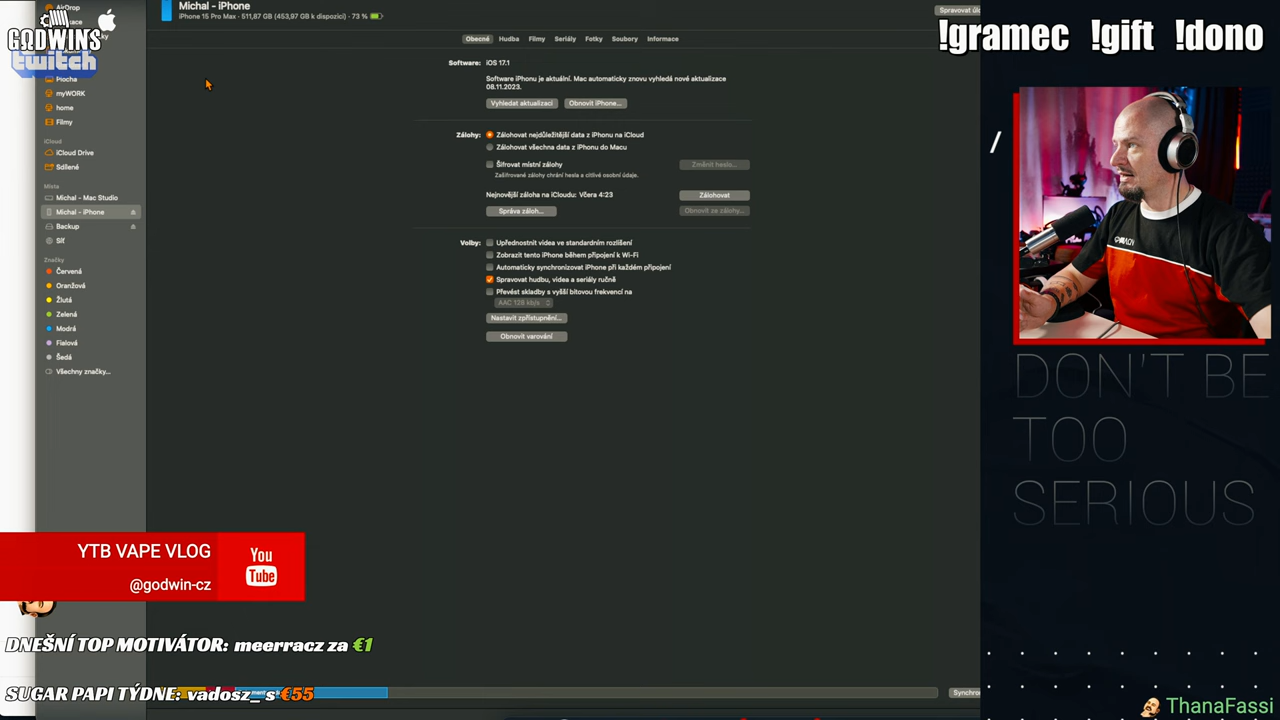 AirDrop
GØDWINS
twitch
Plocha
myWORK
home
Filmy
iCloud
iCloud Drive
Sdílené
Místa
Michal - Mac Studio
Michal - iPhone
Backup
Síť
Značky
Červená
Oranžová
Žlutá
Zelená
Modrá
Fialová
Šedá
Všechny značky...
Michal - iPhone
iPhone 15 Pro Max - 511,87 GB (453,97 GB k dispozici) - 73 %
Obecné Hudba Filmy Seriály Fotky Soubory Informace
Software: iOS 17.1
Software iPhonu je aktuální. Mac automaticky znovu vyhledá nové aktualizace
08.11.2023.
Vyhledat aktualizaci Obnovit iPhone...
Zálohy: Zálohovat nejdůležitější data z iPhonu na iCloud
Zálohovat všechna data z iPhonu do Macu
Šifrovat místní zálohy Změnit heslo...
Zašifrované zálohy chrání hesla a citlivé osobní údaje.
Nejnovější záloha na iCloudu: Včera 4:23 Zálohovat
Správa záloh... Obnovit ze zálohy...
Volby: Upřednostnit videa ve standardním rozlišení
Zobrazit tento iPhone během připojení k Wi-Fi
Automaticky synchronizovat iPhone při každém připojení
Spravovat hudbu, videa a seriály ručně
Převést skladby s vyšší bitovou frekvencí na
AAC 128 kb/s
Nastavit zpřístupnění...
Obnovit varování
Spravovat úlo
!gramec !gift !dono
/
DON'T BE
TOO
SERIOUS
YTB VAPE VLOG
@godwin-cz
You
Tube
DNEŠNÍ TOP MOTIVÁTOR: meerracz za €1
SUGAR PAPI TÝDNE: vadosz_ s €55
Synchro
ThanaFassi